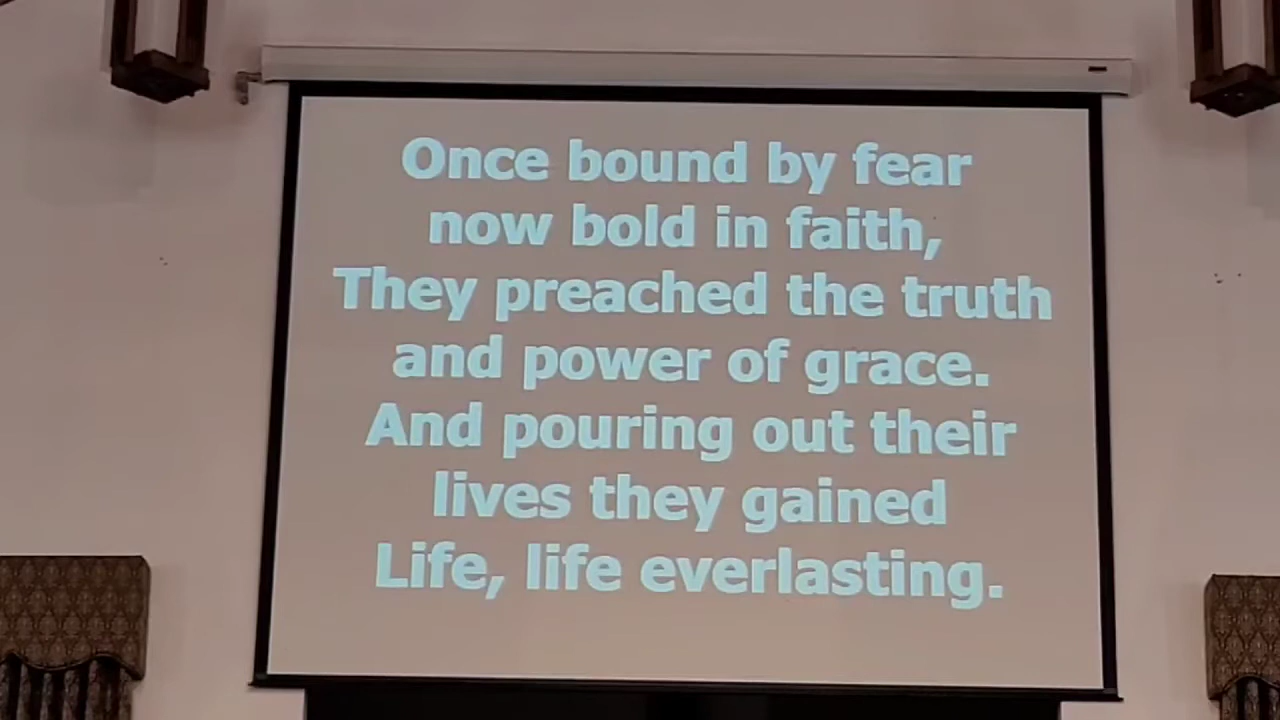 Once bound by fear
now bold in faith,
They preached the truth
and power of grace.
And pouring out their
lives they gained
Life, life everlasting.